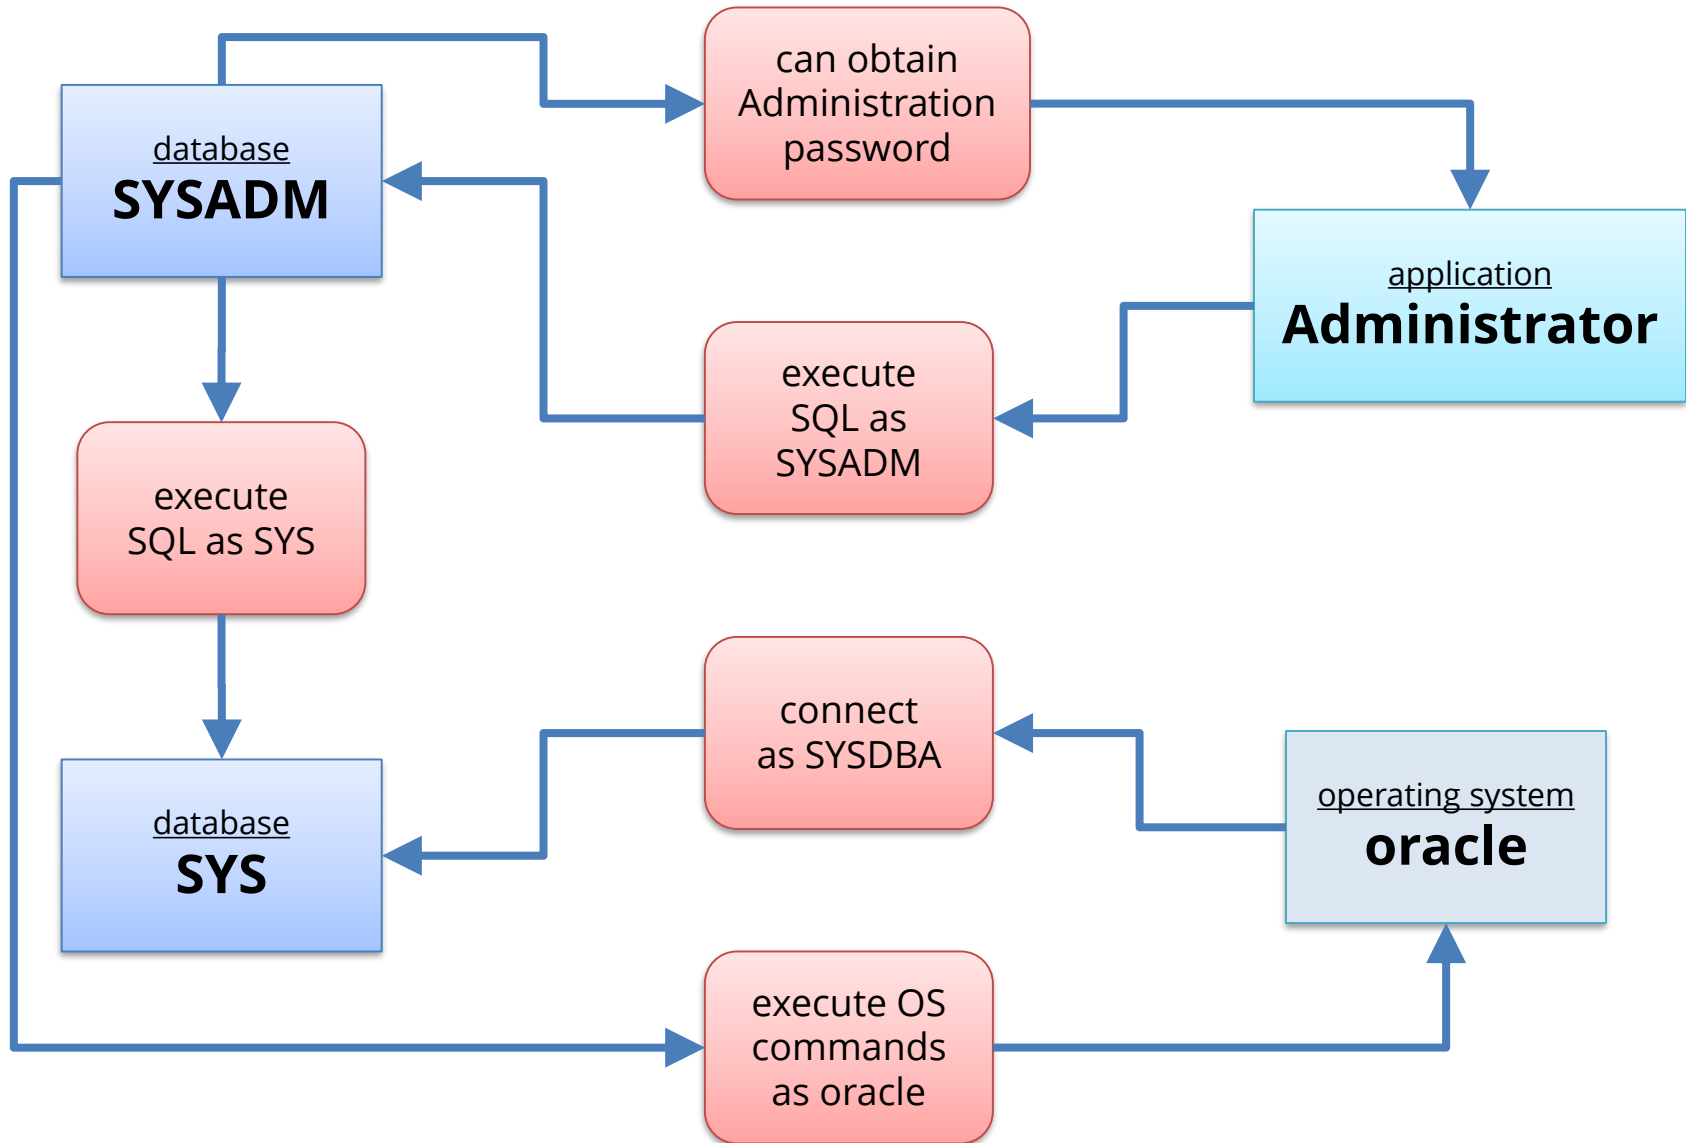 can obtain
Administration
password
database
SYSADM
application
Administrator
execute
SQL as
SYSADM
execute
SQL as SYS
connect
as SYSDBA
database
SYS
operating system
oracle
execute OS
commands
as oracle